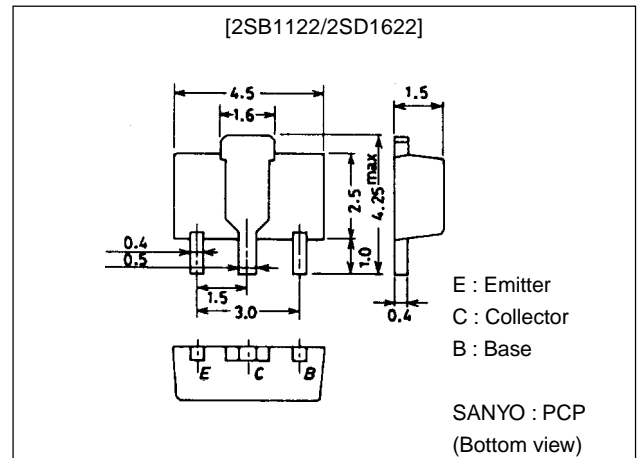 [2SB1122/2SD1622]
4.5
1.6
1.5
2.5
4.25max
1.0
0.4
0.5
1.5
3.0
0.4
E : Emitter
C : Collector
B : Base
E C B
SANYO : PCP
(Bottom view)